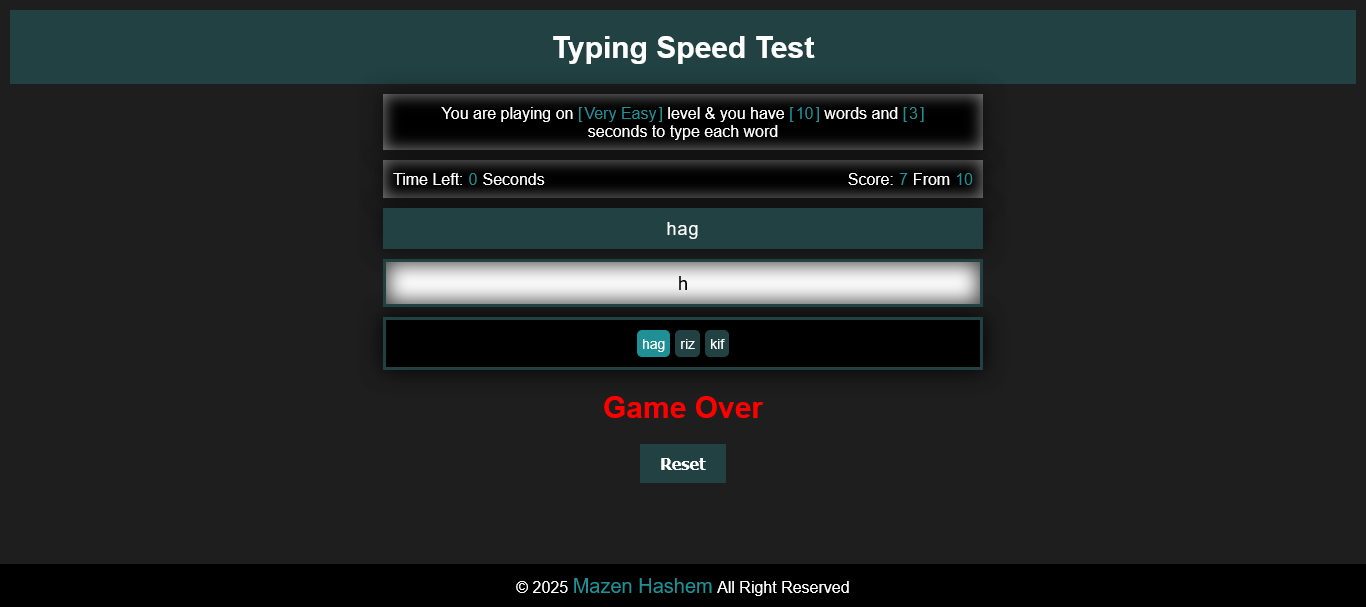 Typing Speed Test
You are playing on [Very Easy] level & you have [10] words and [3]
seconds to type each word
Time Left: 0 Seconds
Score: 7 From 10
hag
h
hag riz kif
Game Over
Reset
© 2025 Mazen Hashem All Right Reserved